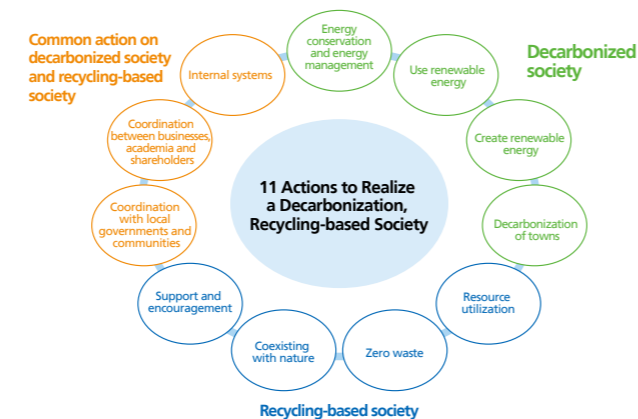 Common action on
decarbonized society
and recycling-based
society
Decarbonized
society
Energy
conservation
and energy
management
Use renewable
energy
Create renewable
energy
Decarbonization
of towns
Resource
utilization
Zero waste
Coexisting
with nature
Support and
encouragement
Coordination
with local
governments and
communities
Coordination
between businesses,
academia and
shareholders
Internal systems
11 Actions to Realize
a Decarbonization,
Recycling-based Society
Recycling-based society